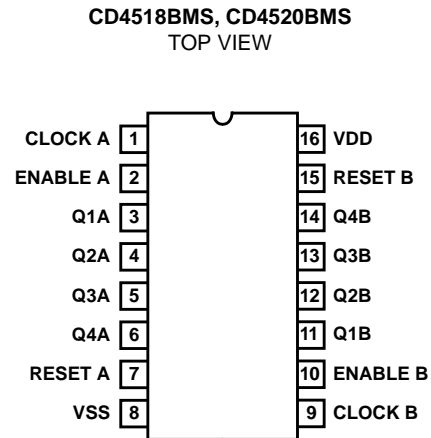 CD4518BMS, CD4520BMS
TOP VIEW
CLOCK A 1 16 VDD
ENABLE A 2 15 RESET B
Q1A 3 14 Q4B
Q2A 4 13 Q3B
Q3A 5 12 Q2B
Q4A 6 11 Q1B
RESET A 7 10 ENABLE B
VSS 8 9 CLOCK B